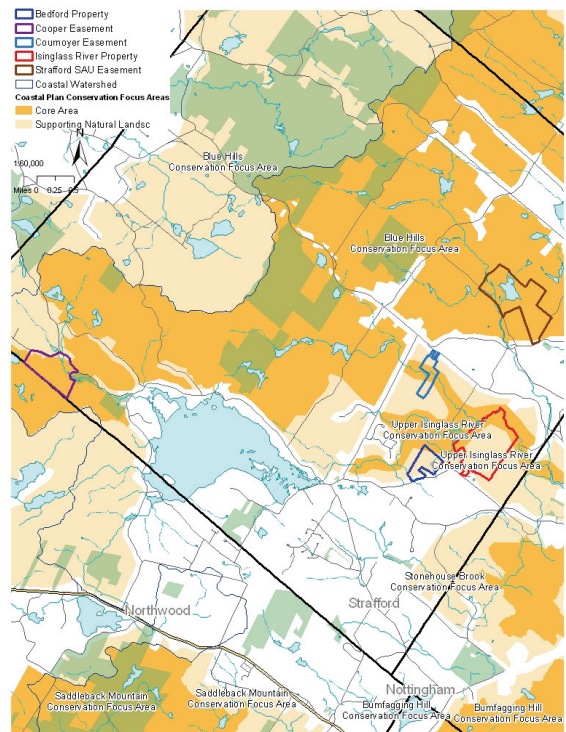 Bedford Property
Cooper Easement
Cournoyer Easement
Isinglass River Property
Strafford SAU Easement
Coastal Watershed
Coastal Plan Conservation Focus Areas
Core Area
Supporting Natural Landsc
N
1:60,000
Miles 0 0.25 0.5
Blue Hills
Conservation Focus Area
Blue Hills
Conservation Focus Area
Upper Isinglass River
Conservation Focus Area
Upper Isinglass River
Conservation Focus Area
Stonehouse Brook
Conservation Focus Area
Northwood
Strafford
Nottingham
Saddleback Mountain
Conservation Focus Area
Saddleback Mountain
Conservation Focus Area
Bumfagging Hill
Conservation Focus Area
Bumfagging Hill
Conservation Focus Area